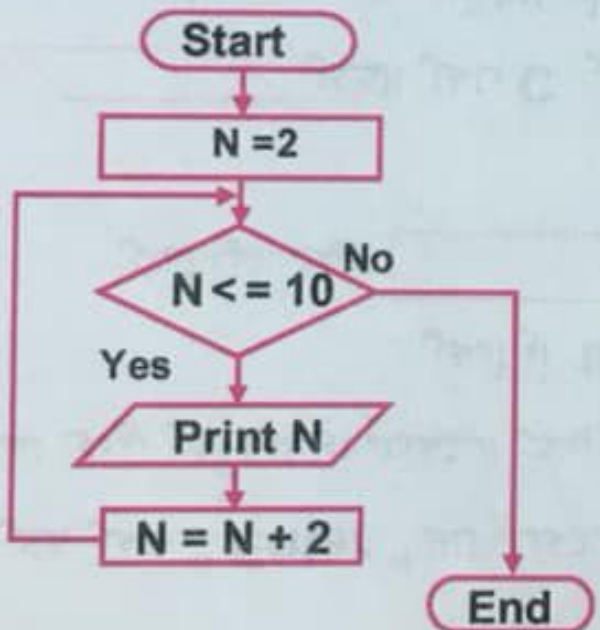 Start
N =2
N < = 10
No
Yes
Print N
N = N + 2
End